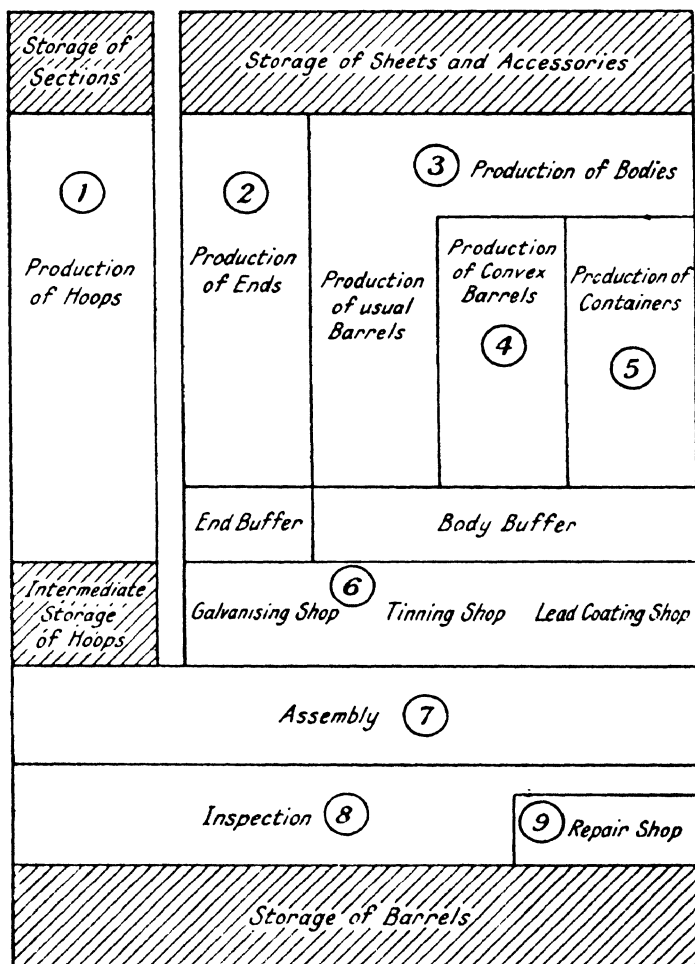 Storage of
Sections
Storage of Sheets and Accessories
1
Production
of Hoops
2
Production
of Ends
3 Production of Bodies
Production
of usual
Barrels
Production
of Convex
Barrels
4
Production of
Containers
5
End Buffer
Body Buffer
Intermediate
Storage
of Hoops
6
Galvanising Shop Tinning Shop Lead Coating Shop
Assembly 7
Inspection 8
9 Repair Shop
Storage of Barrels